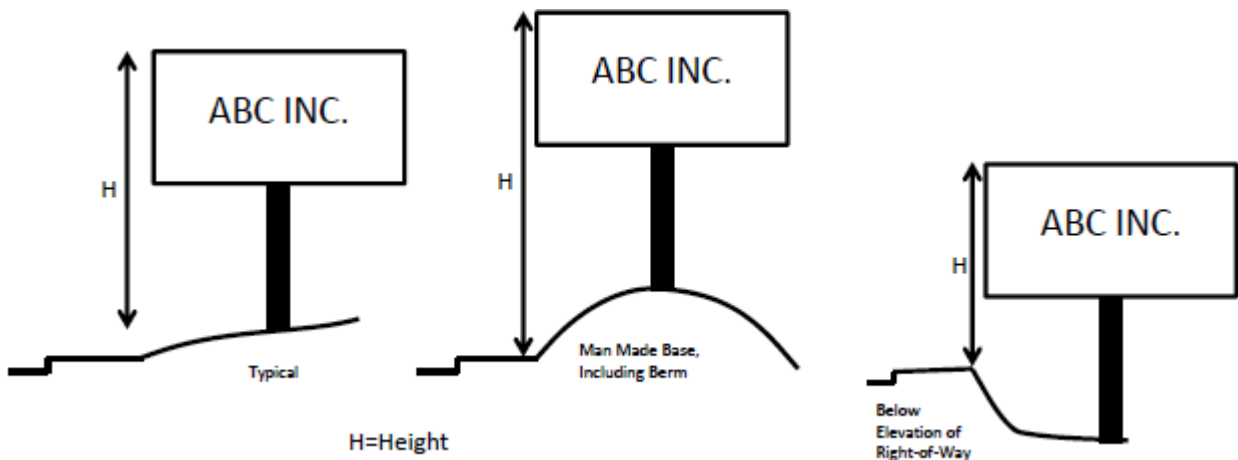 ABC INC.
H
Typical
ABC INC.
H
Man Made Base,
Including Berm
ABC INC.
H
Below
Elevation of
Right-of-Way
H=Height